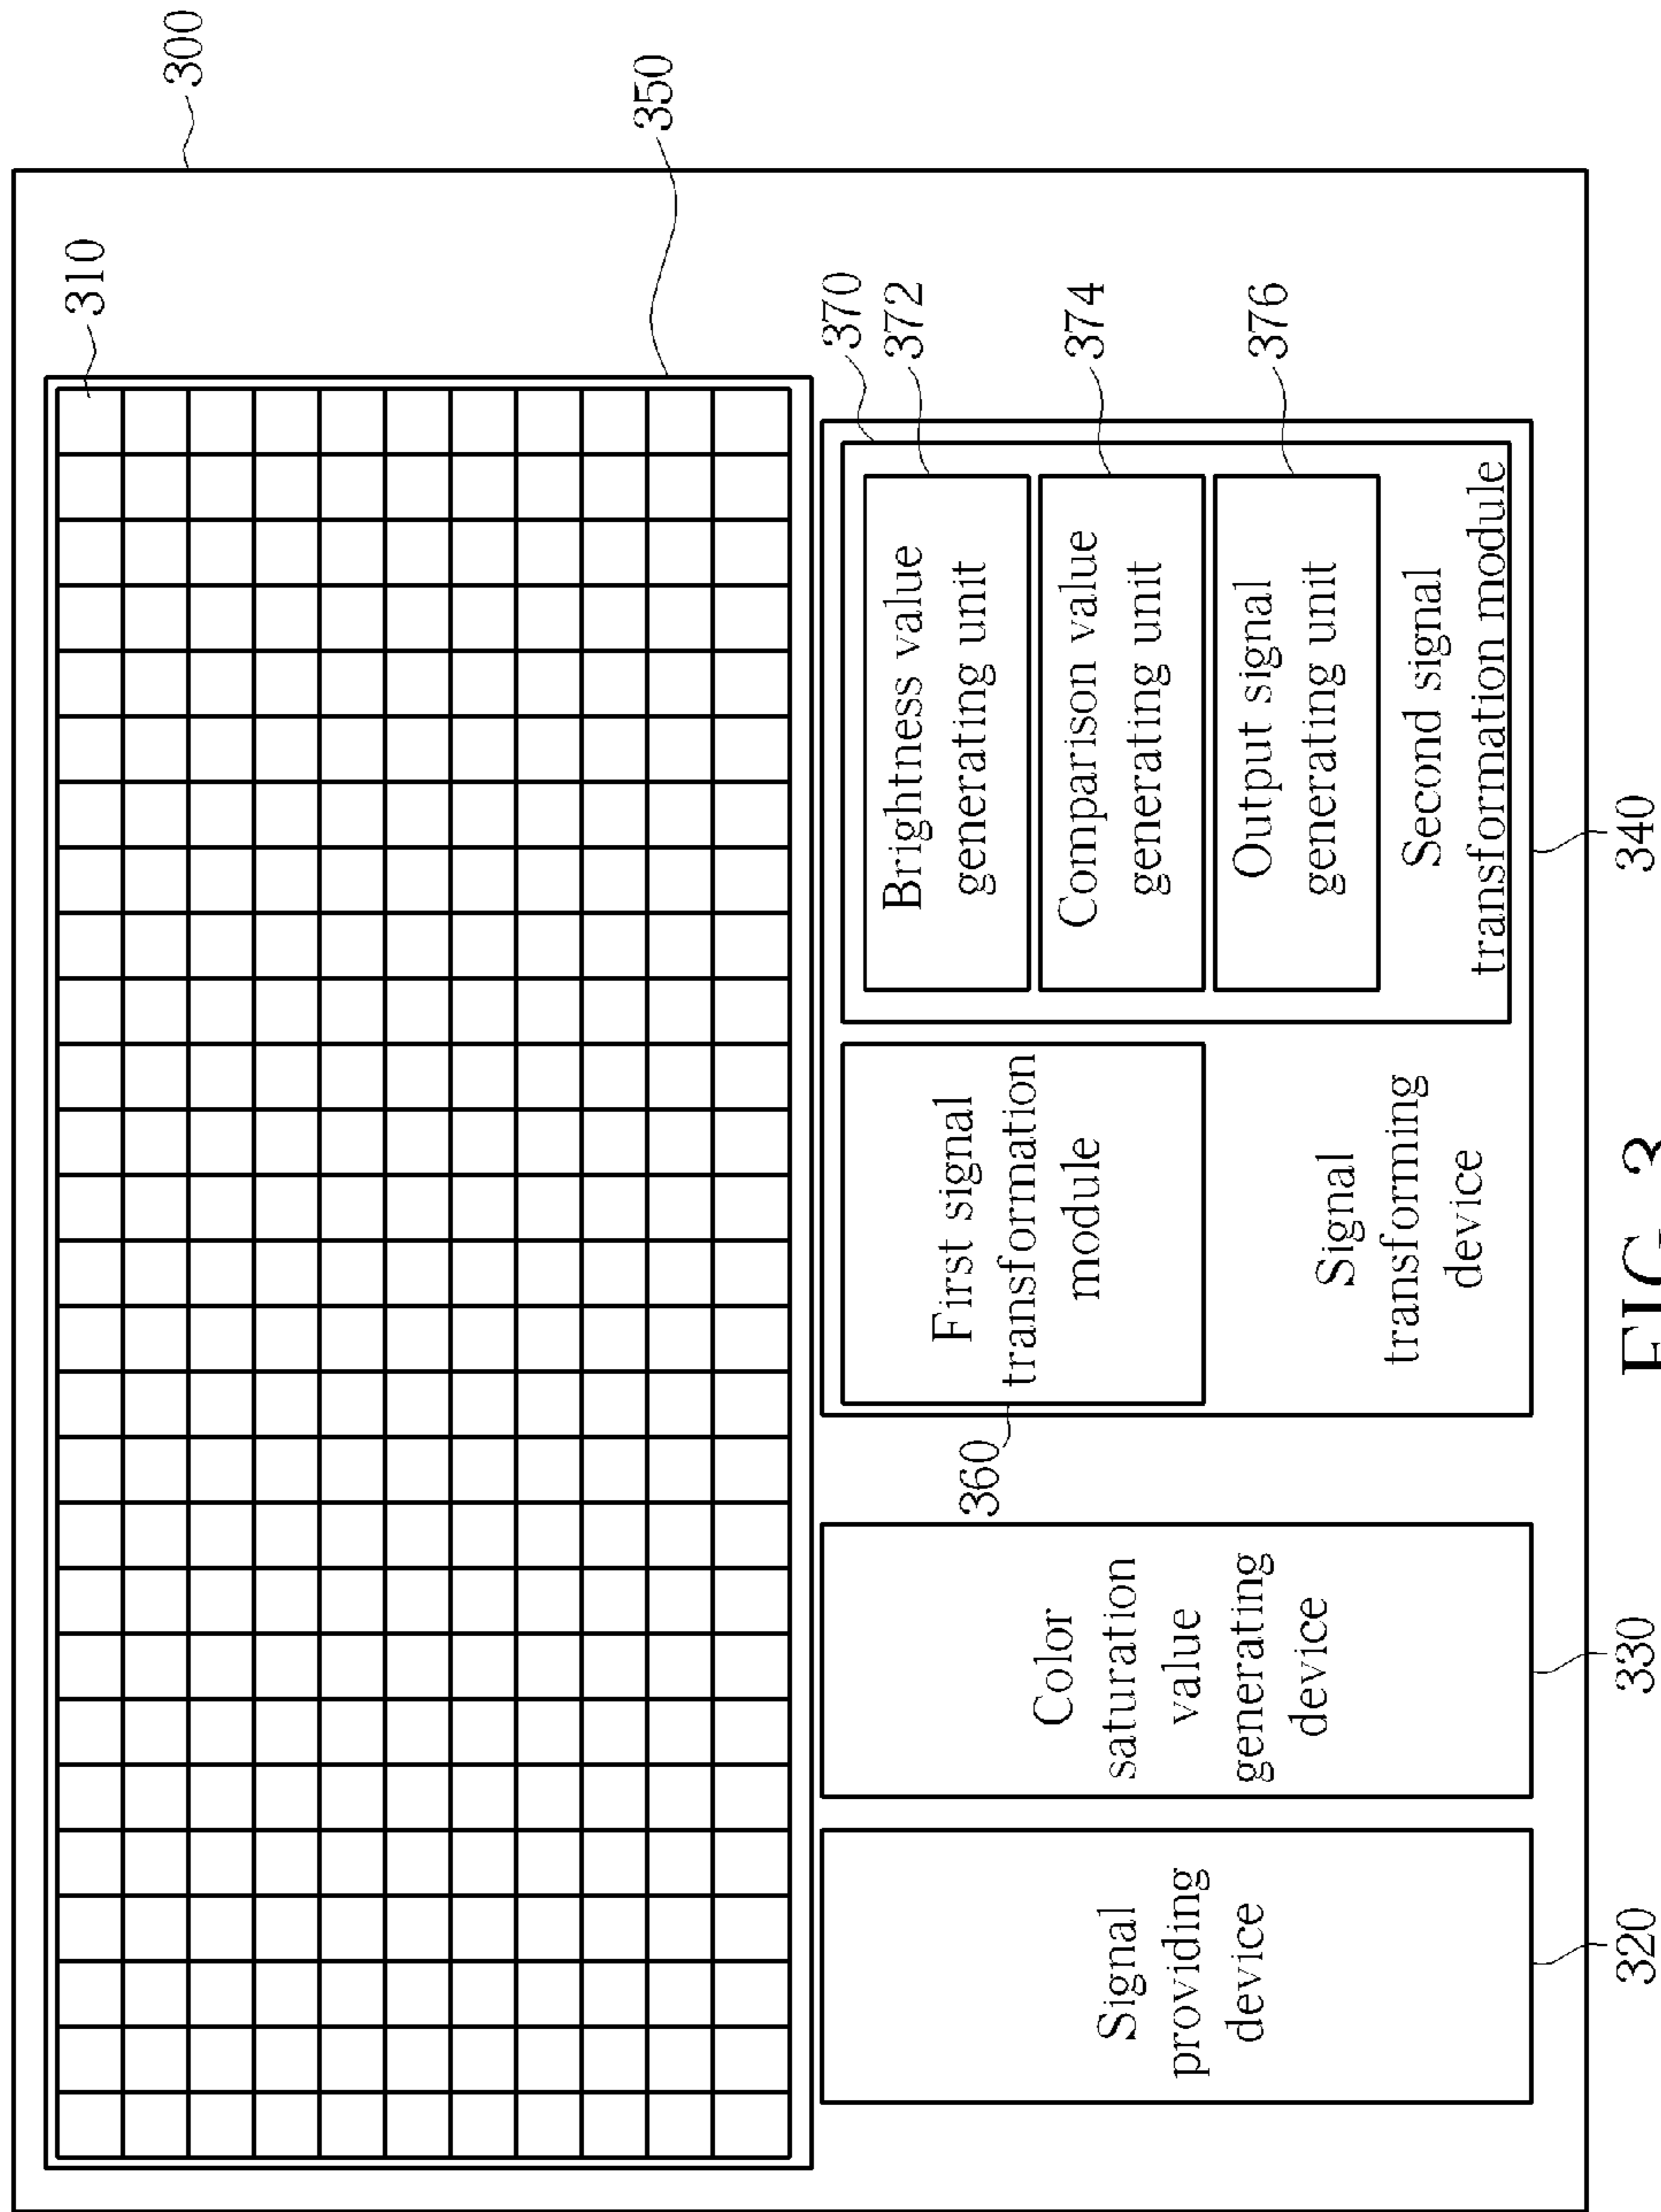 300
310
350
370
372
374
376
Brightness value
generating unit
Comparison value
generating unit
Output signal
generating unit
Second signal
transformation module
First signal
transformation
module
360
Signal
transforming
device
340
Color
saturation
value
generating
device
330
Signal
providing
device
320
FIG. 3